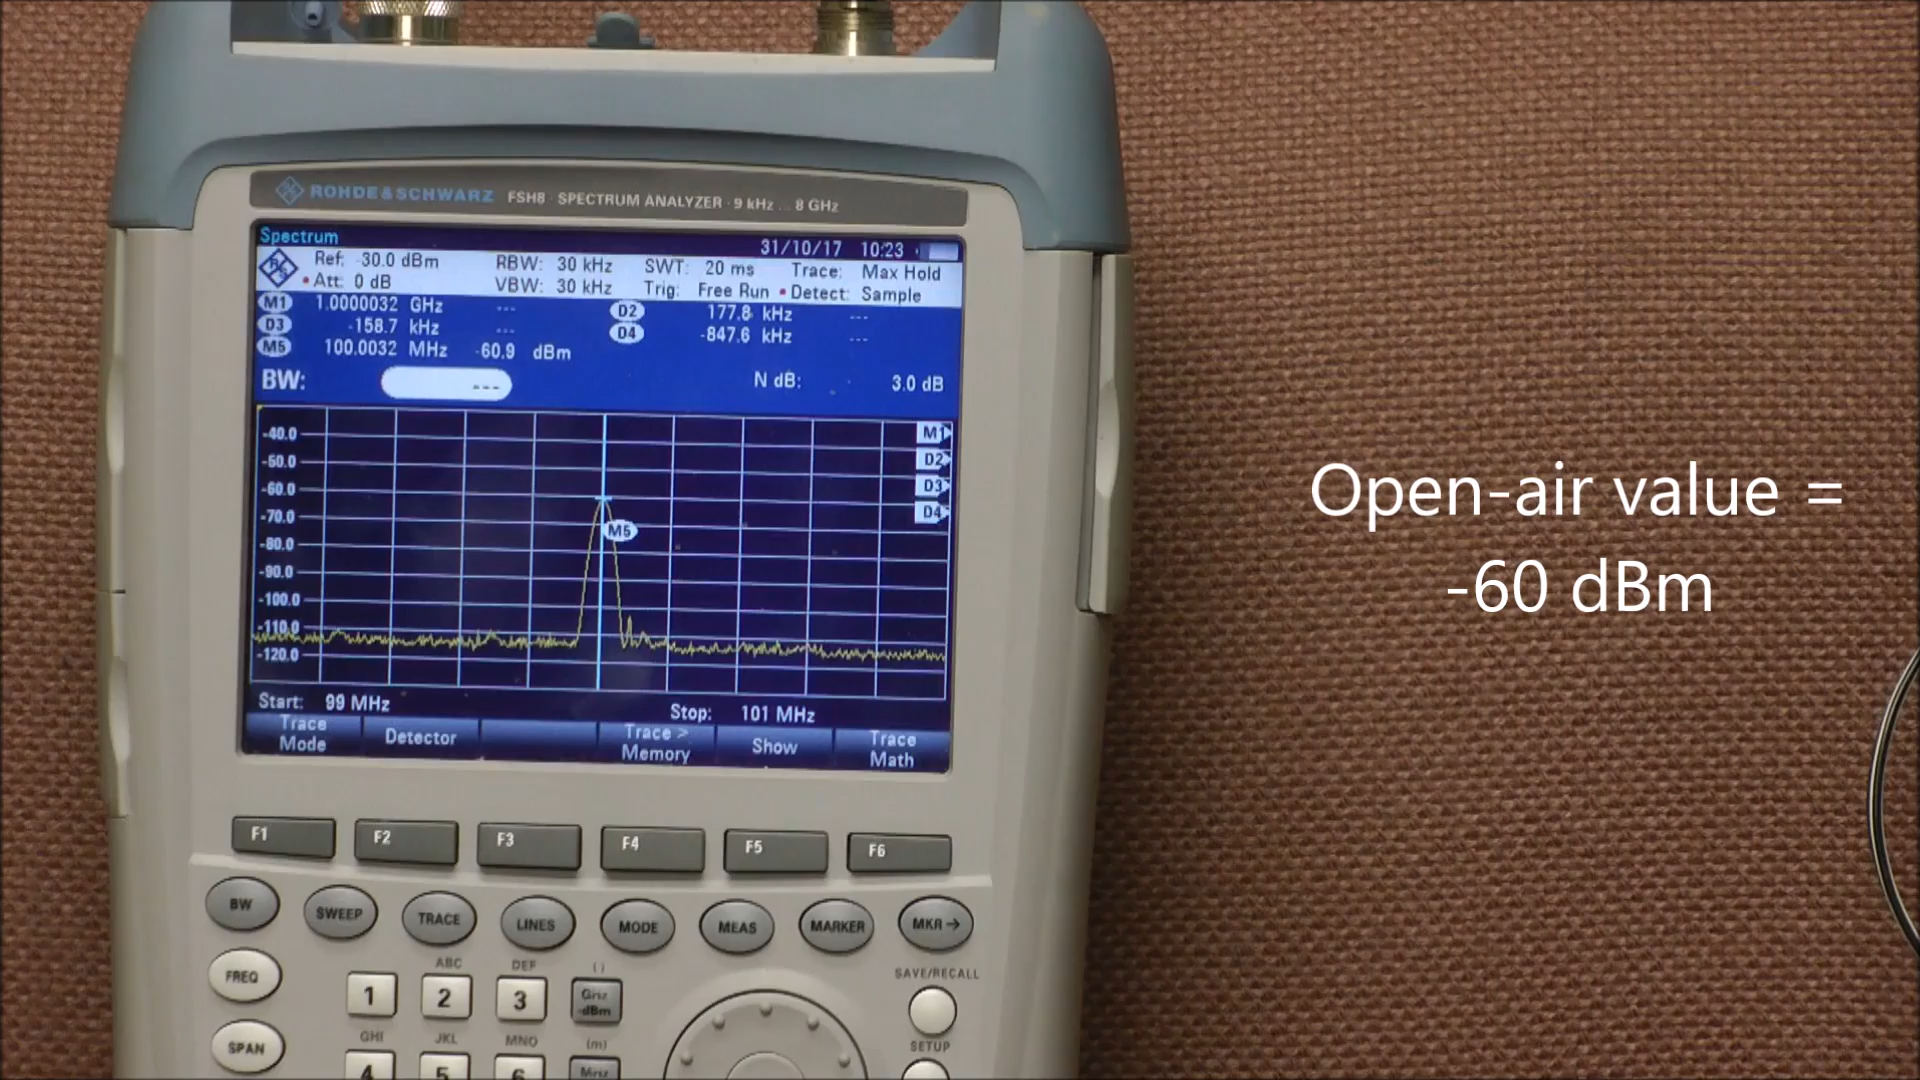 ROHDE & SCHWARZ FSH8 · SPECTRUM ANALYZER · 9 kHz ... 8 GHz
Spectrum 31/10/17 10:23
Ref: -30.0 dBm RBW: 30 kHz SWT: 20 ms Trace: Max Hold
Att: 0 dB VBW: 30 kHz Trig: Free Run Detect: Sample
M1 1.0000032 GHz --- D2 177.8 kHz ---
D3 -158.7 kHz --- D4 -847.6 kHz ---
M5 100.0032 MHz -60.9 dBm
BW: --- N dB: 3.0 dB
-40.0 M1
-50.0 D2
-60.0 D3
-70.0 D4
M5
-80.0
-90.0
-100.0
-110.0
-120.0
Start: 99 MHz Stop: 101 MHz
Trace Mode Detector Trace > Memory Show Trace Math
Open-air value =
-60 dBm
F1 F2 F3 F4 F5 F6
BW SWEEP TRACE LINES MODE MEAS MARKER MKR→
ABC DEF ( ) SAVE/RECALL
FREQ 1 2 3 GHz -dBm
GHI JKL MNO (m) SETUP
SPAN 4 5 6 MHz